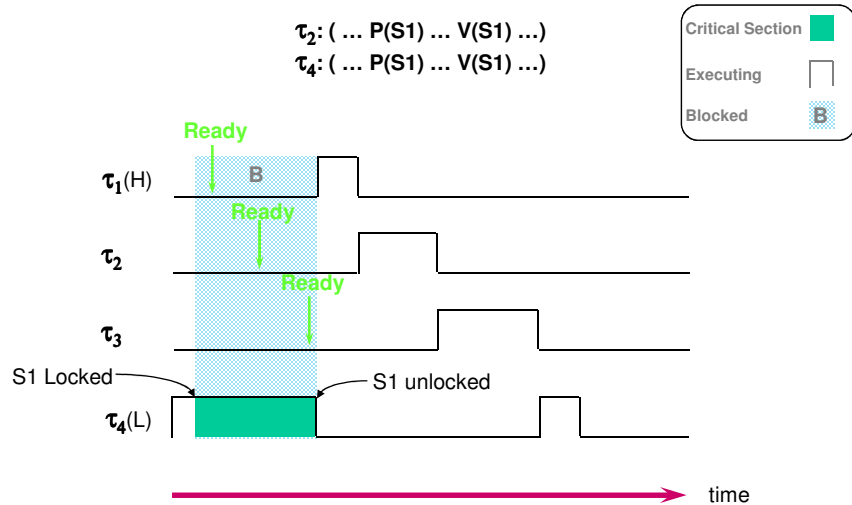 τ2: ( ... P(S1) ... V(S1) ...)
τ4: ( ... P(S1) ... V(S1) ...)
Critical Section
Executing
Blocked B
Ready
τ1(H)
B
Ready
τ2
Ready
τ3
S1 Locked
S1 unlocked
τ4(L)
time